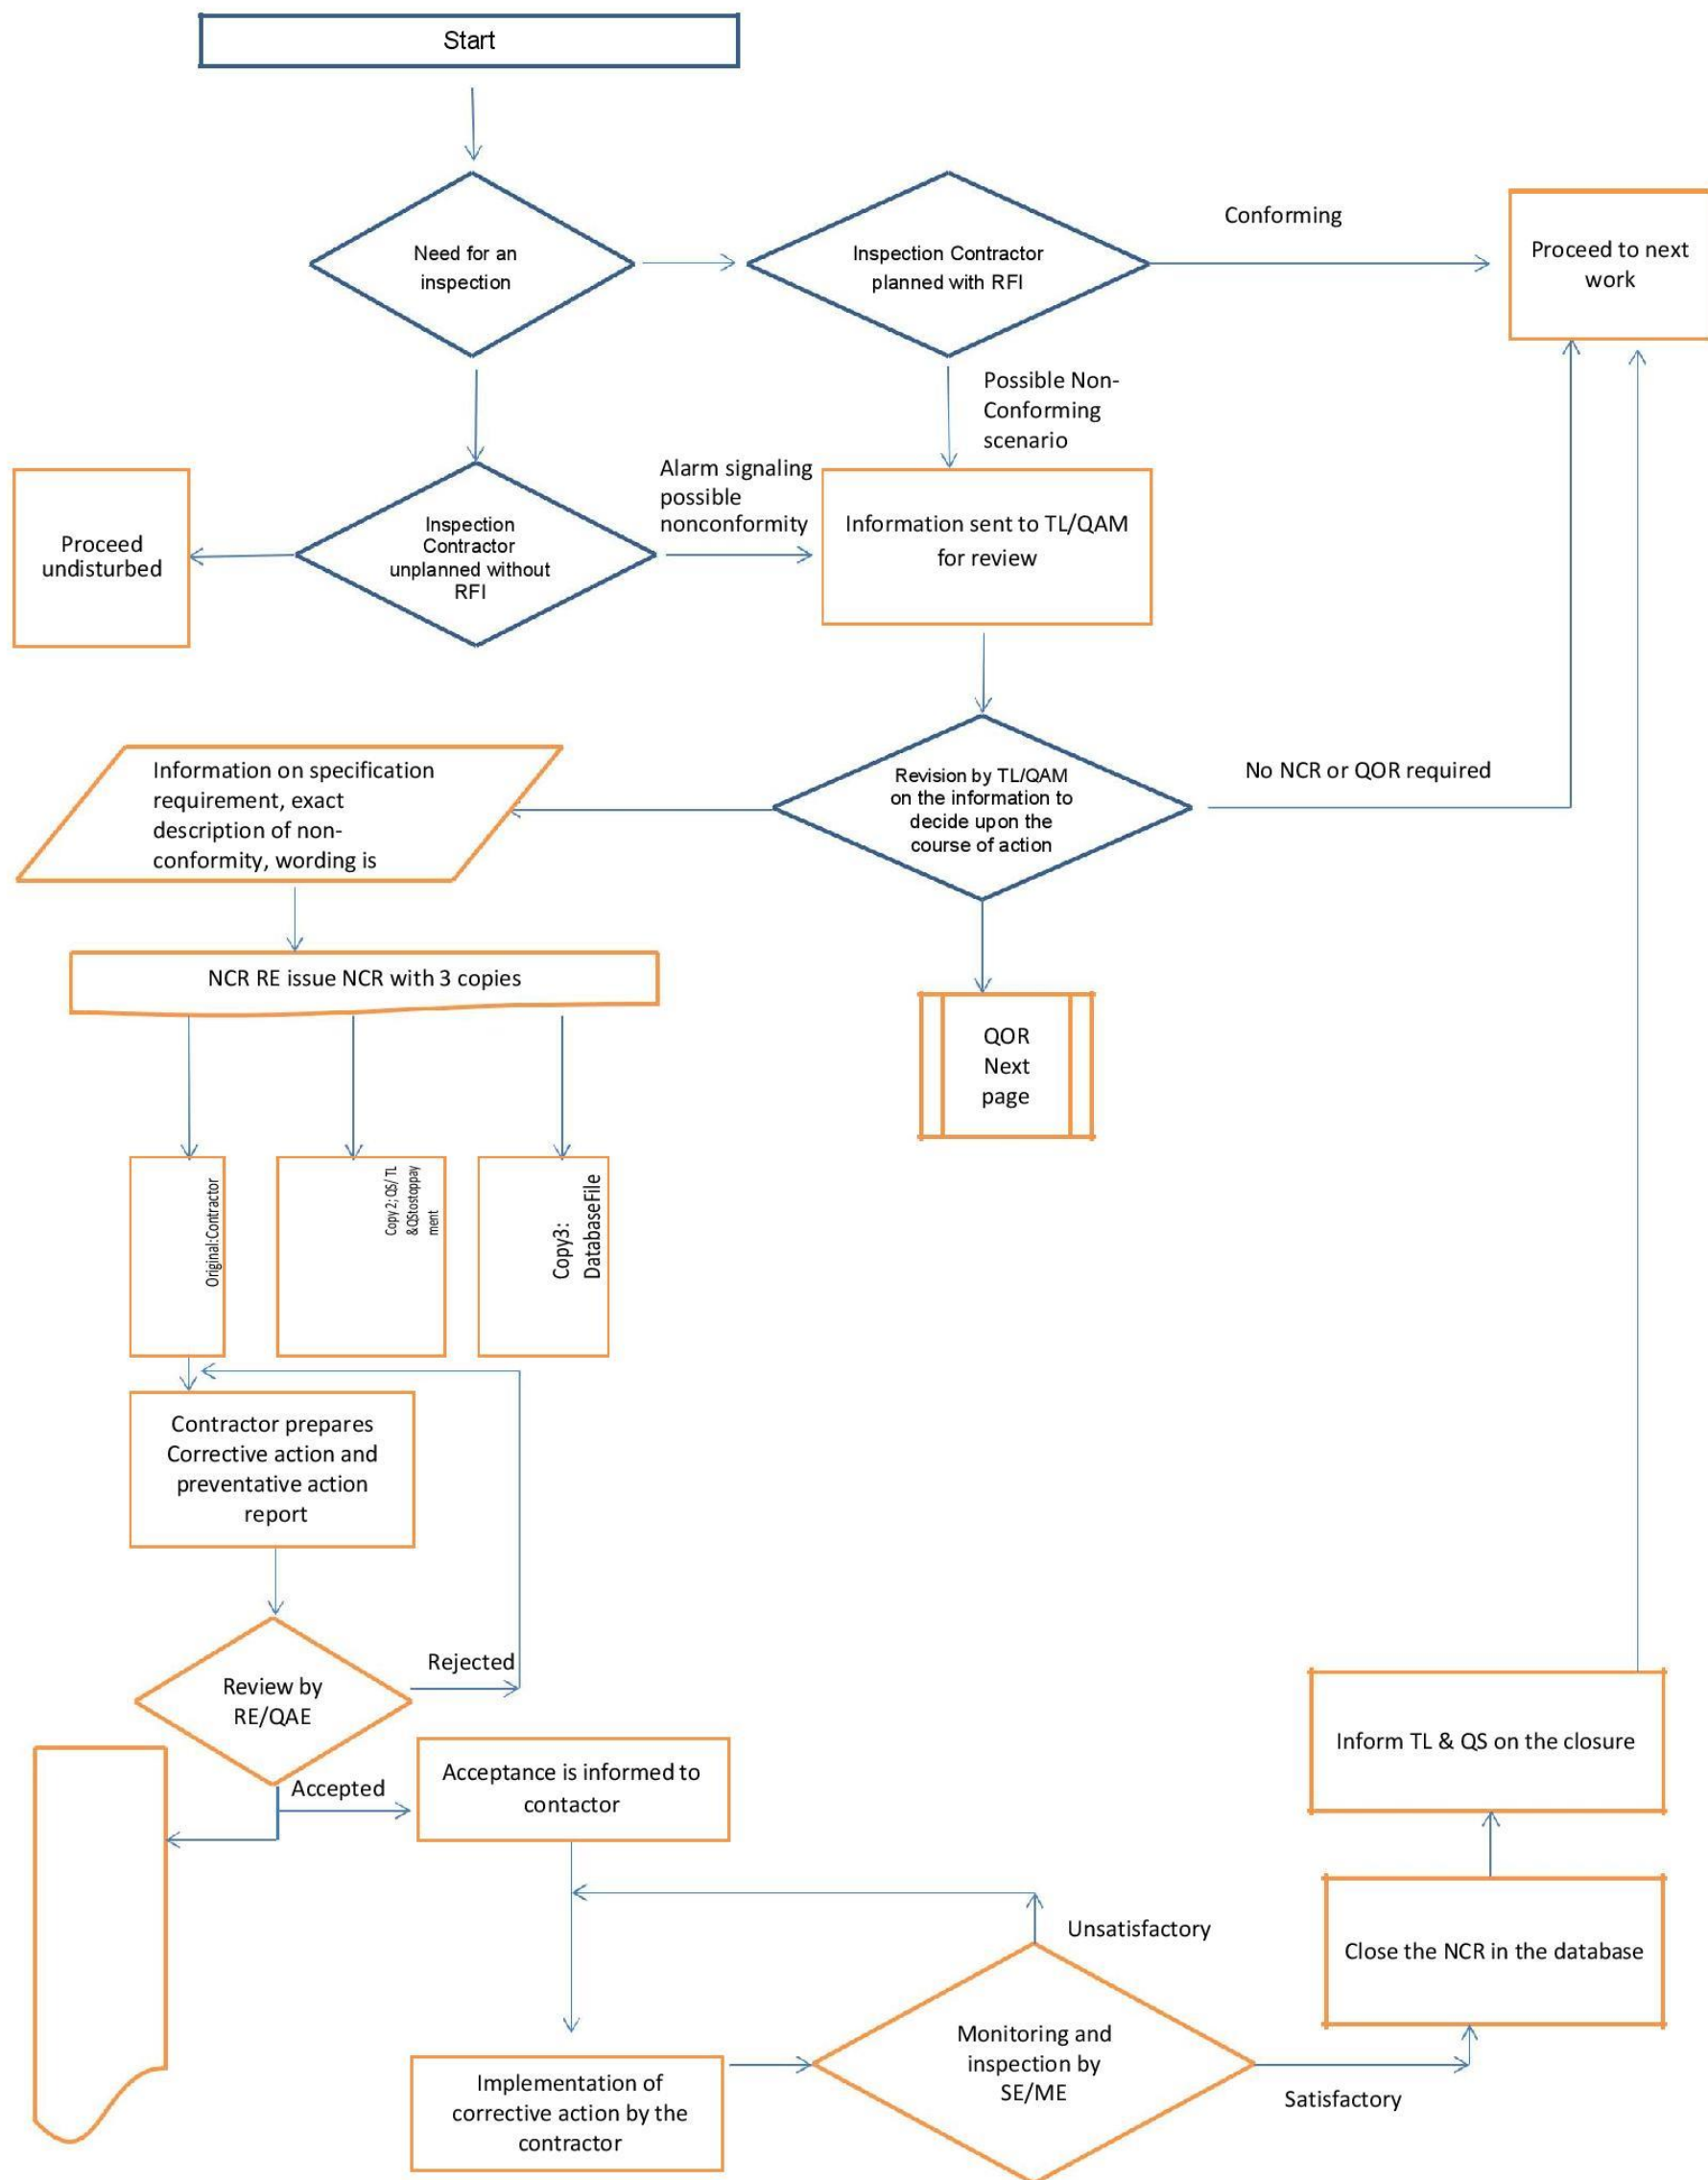 Start
Need for an
inspection
Inspection Contractor
planned with RFI
Conforming
Proceed to next
work
Possible Non-
Conforming
scenario
Proceed
undisturbed
Inspection
Contractor
unplanned without
RFI
Alarm signaling
possible
nonconformity
Information sent to TL/QAM
for review
Information on specification
requirement, exact
description of non-
conformity, wording is
Revision by TL/QAM
on the information to
decide upon the
course of action
No NCR or QOR required
NCR RE issue NCR with 3 copies
QOR
Next
page
Original:Contractor
Copy 2; QS/ TL
&QStostoppay
ment
Copy3:
DatabaseFile
Contractor prepares
Corrective action and
preventative action
report
Review by
RE/QAE
Rejected
Accepted
Acceptance is informed to
contactor
Inform TL & QS on the closure
Unsatisfactory
Close the NCR in the database
Monitoring and
inspection by
SE/ME
Satisfactory
Implementation of
corrective action by the
contractor